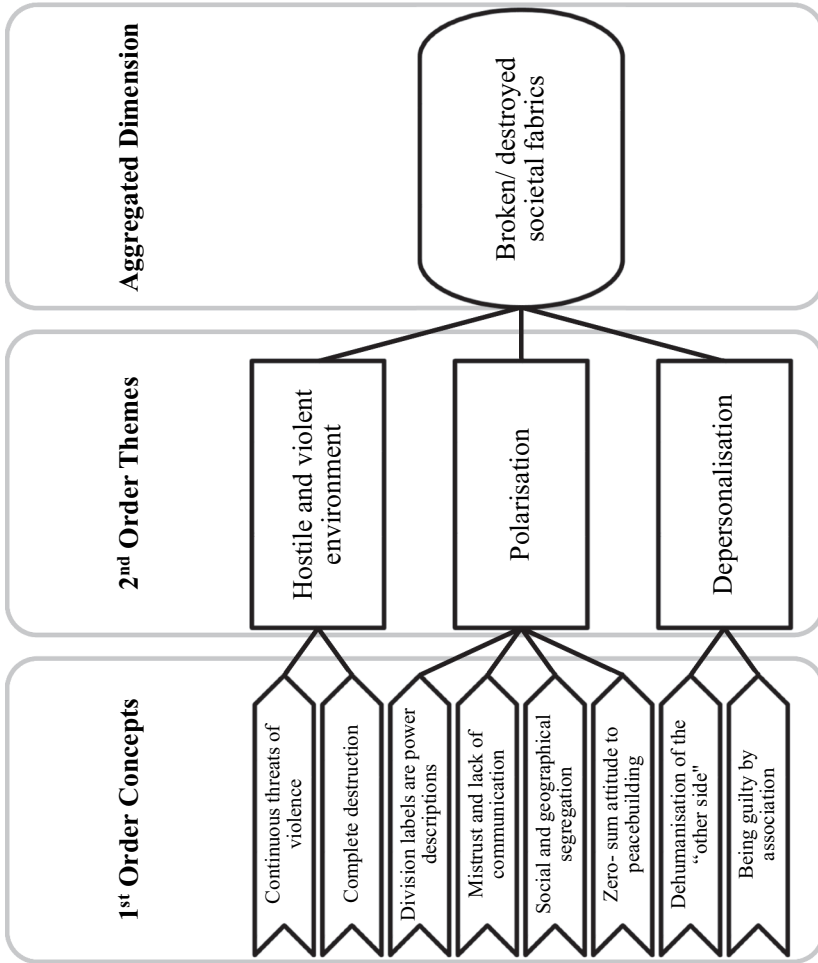 1st Order Concepts
Continuous threats of
violence
Complete destruction
Division labels are power
descriptions
Mistrust and lack of
communication
Social and geographical
segregation
Zero- sum attitude to
peacebuilding
Dehumanisation of the
“other side"
Being guilty by
association
2nd Order Themes
Hostile and violent
environment
Polarisation
Depersonalisation
Aggregated Dimension
Broken/ destroyed
societal fabrics